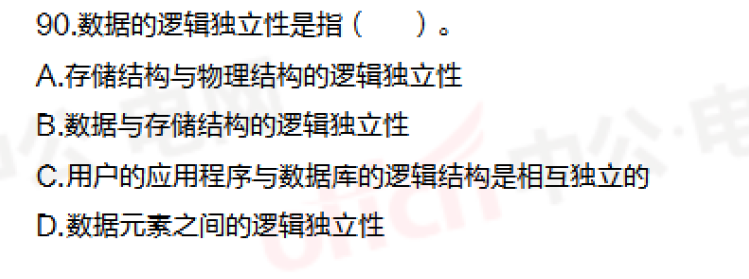 90.数据的逻辑独立性是指（　　）。
A.存储结构与物理结构的逻辑独立性
B.数据与存储结构的逻辑独立性
C.用户的应用程序与数据库的逻辑结构是相互独立的
D.数据元素之间的逻辑独立性